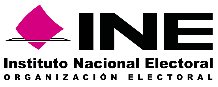 INE
Instituto Nacional Electoral
ORGANIZACIÓN ELECTORAL